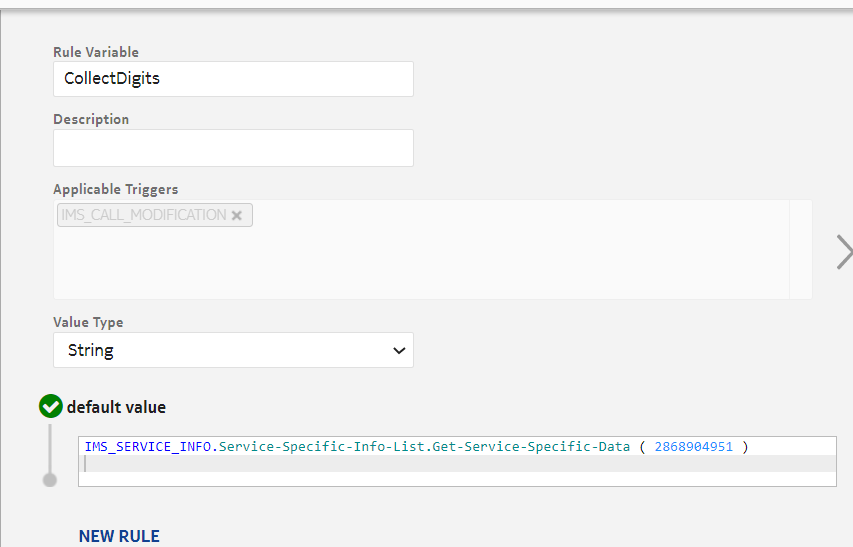 Rule Variable
CollectDigits
Description
Applicable Triggers
IMS_CALL_MODIFICATION ×
Value Type
String
default value
IMS_SERVICE_INFO.Service-Specific-Info-List.Get-Service-Specific-Data ( 2868904951 )
NEW RULE